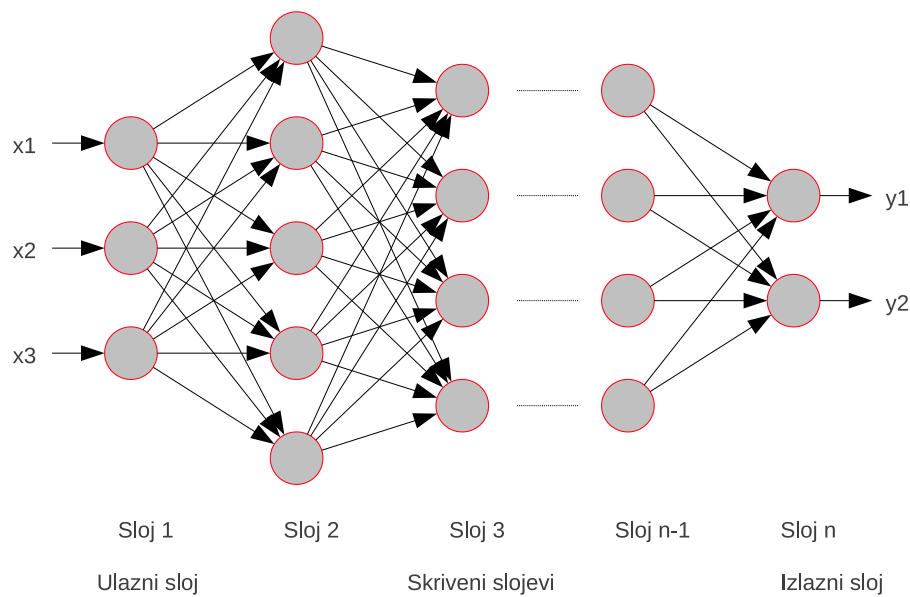 x1
x2
x3
y1
y2
Sloj 1 Sloj 2 Sloj 3 Sloj n-1 Sloj n
Ulazni sloj Skriveni slojevi Izlazni sloj